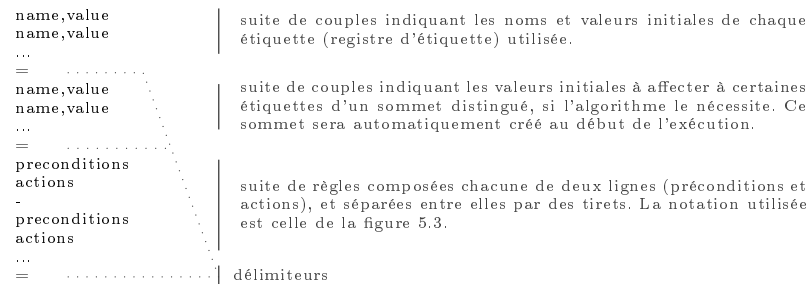 name,value
name,value
...
=
suite de couples indiquant les noms et valeurs initiales de chaque
étiquette (registre d'étiquette) utilisée.
name,value
name,value
...
=
suite de couples indiquant les valeurs initiales à affecter à certaines
étiquettes d'un sommet distingué, si l'algorithme le nécessite. Ce
sommet sera automatiquement créé au début de l'exécution.
preconditions
actions
-
preconditions
actions
...
=
suite de règles composées chacune de deux lignes (préconditions et
actions), et séparées entre elles par des tirets. La notation utilisée
est celle de la figure 5.3.
délimiteurs